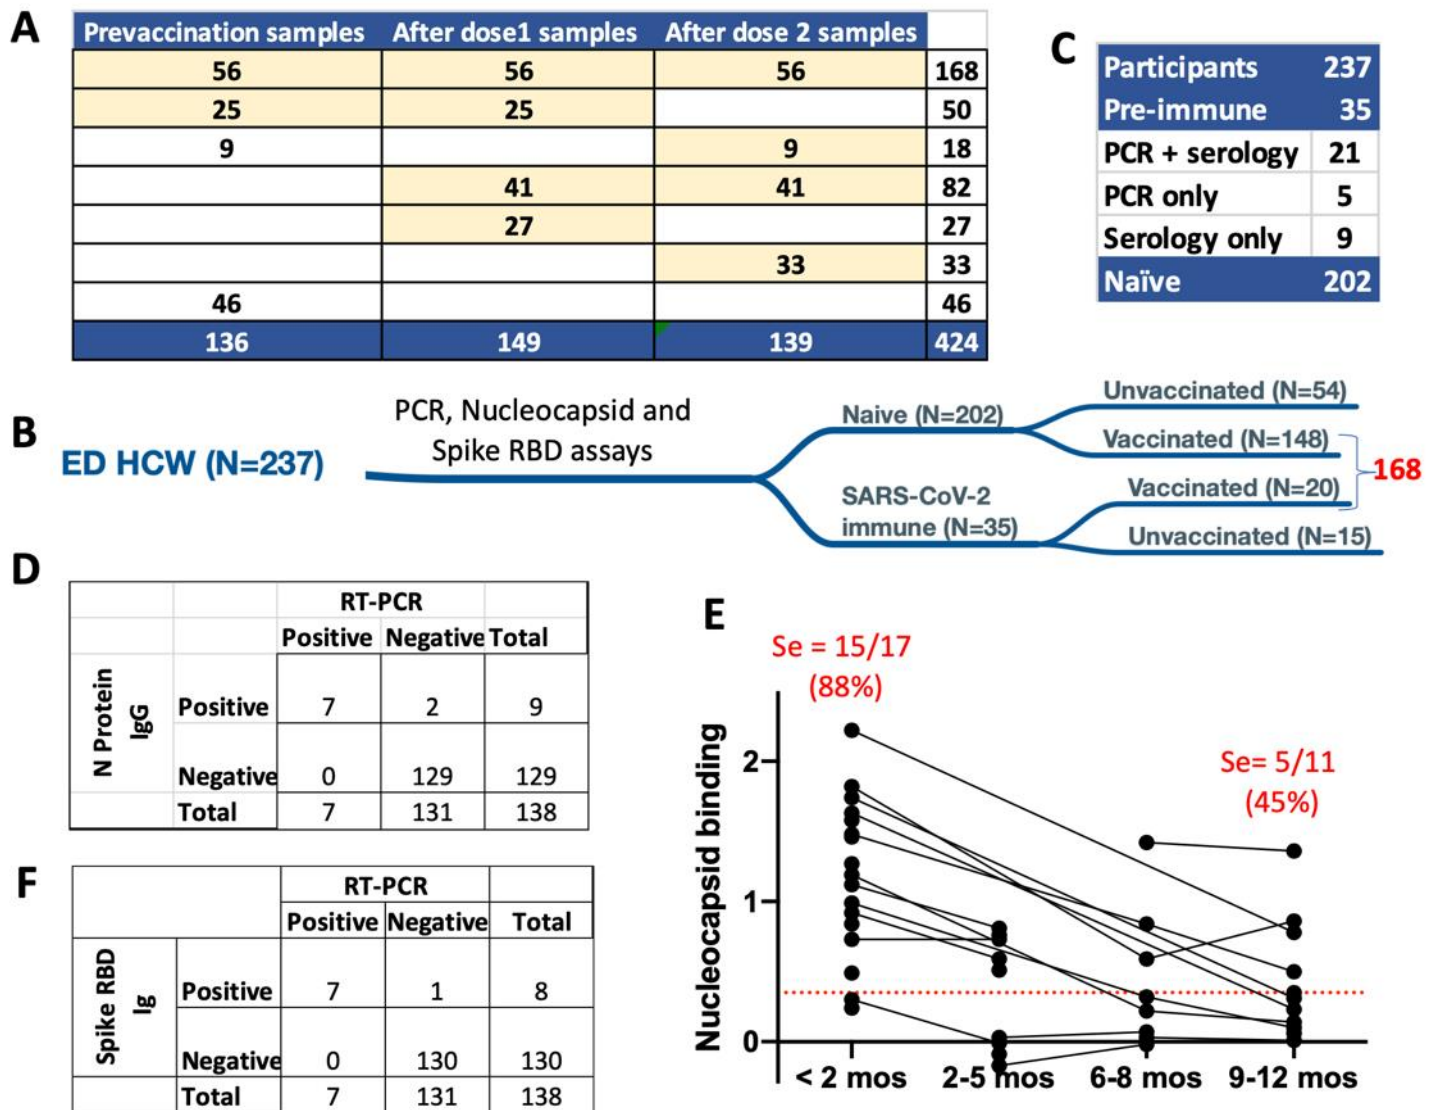 A
Prevaccination samples After dose1 samples After dose 2 samples
56 56 56 168
25 25 50
9 9 18
41 41 82
27 27
33 33
46 46
136 149 139 424
C
Participants 237
Pre-immune 35
PCR + serology 21
PCR only 5
Serology only 9
Naïve 202
B
ED HCW (N=237)
PCR, Nucleocapsid and
Spike RBD assays
Naive (N=202)
SARS-CoV-2
immune (N=35)
Unvaccinated (N=54)
Vaccinated (N=148)
Vaccinated (N=20)
Unvaccinated (N=15)
168
D
RT-PCR
Positive Negative Total
N Protein
IgG
Positive 7 2 9
Negative 0 129 129
Total 7 131 138
E
Se = 15/17
(88%)
Se= 5/11
(45%)
Nucleocapsid binding
2
1
0
< 2 mos 2-5 mos 6-8 mos 9-12 mos
F
RT-PCR
Positive Negative Total
Spike RBD
Ig
Positive 7 1 8
Negative 0 130 130
Total 7 131 138